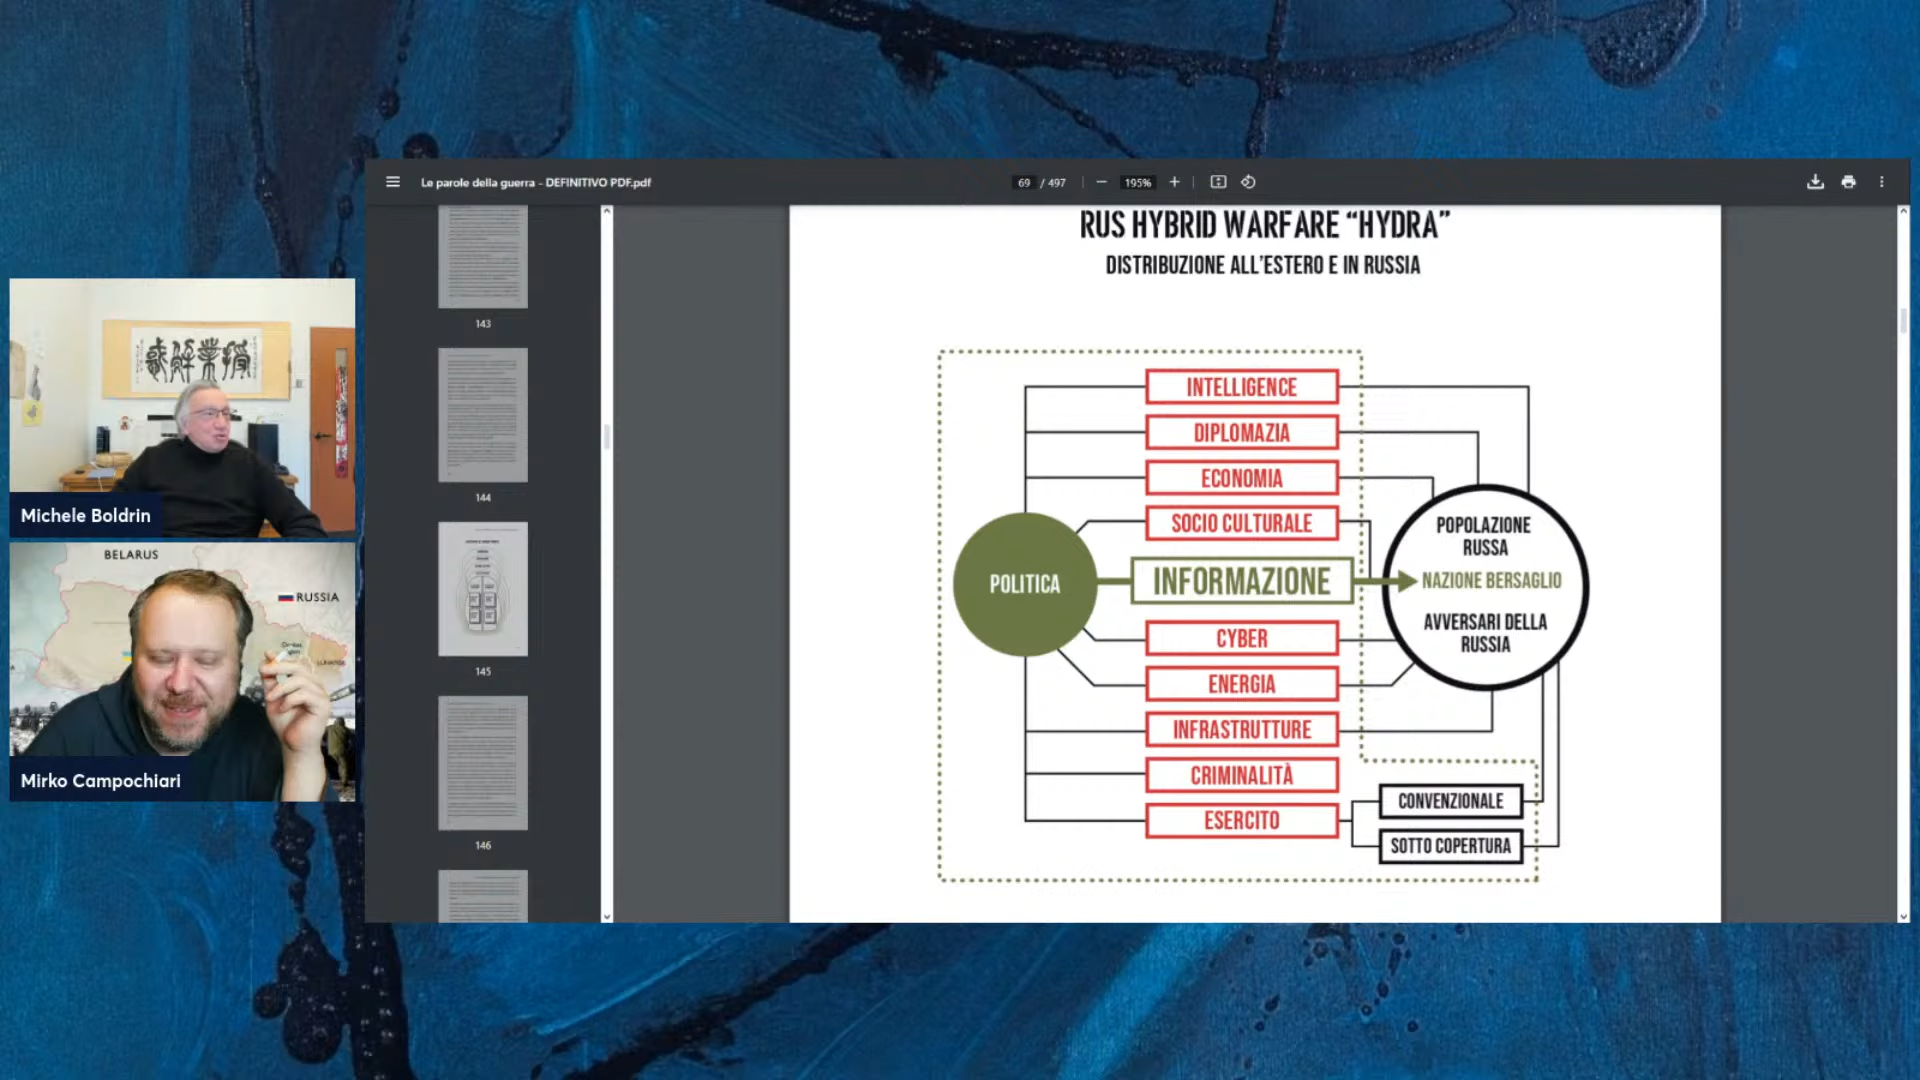 Le parole della guerra - DEFINITIVO PDF.pdf
69 / 497
195%
143
144
145
146
RUS HYBRID WARFARE “HYDRA”
DISTRIBUZIONE ALL'ESTERO E IN RUSSIA
INTELLIGENCE
DIPLOMAZIA
ECONOMIA
SOCIO CULTURALE
POLITICA
INFORMAZIONE
CYBER
ENERGIA
INFRASTRUTTURE
CRIMINALITÀ
ESERCITO
CONVENZIONALE
SOTTO COPERTURA
POPOLAZIONE
RUSSA
NAZIONE BERSAGLIO
AVVERSARI DELLA
RUSSIA
Michele Boldrin
BELARUS
RUSSIA
Mirko Campochiari